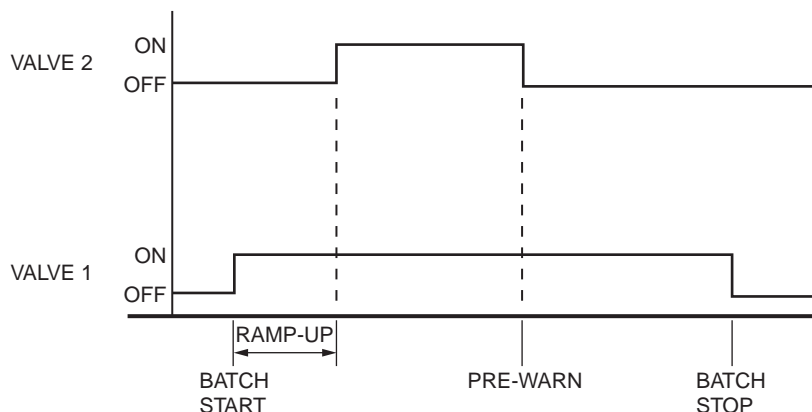 ON
VALVE 2
OFF
ON
VALVE 1
OFF
RAMP-UP
BATCH
START
PRE-WARN
BATCH
STOP